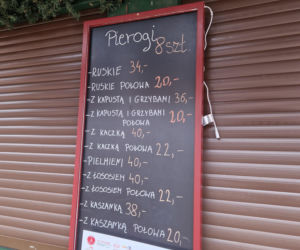 Pierogi 8 szt.
-RUSKIE 34,-
-RUSKIE POŁOWA 20,-
-Z KAPUSTĄ I GRZYBAMI 36,-
-Z KAPUSTĄ I GRZYBAMI
POŁOWA 20,-
-Z KACZKĄ 40,-
-Z KACZKĄ POŁOWA 22,-
-PIELMIENI 40,-
-Z ŁOSOSIEM 40,-
-Z ŁOSOSIEM POŁOWA 22,-
-Z KASZANKĄ 38,-
-Z KASZANKĄ POŁOWA 20,-